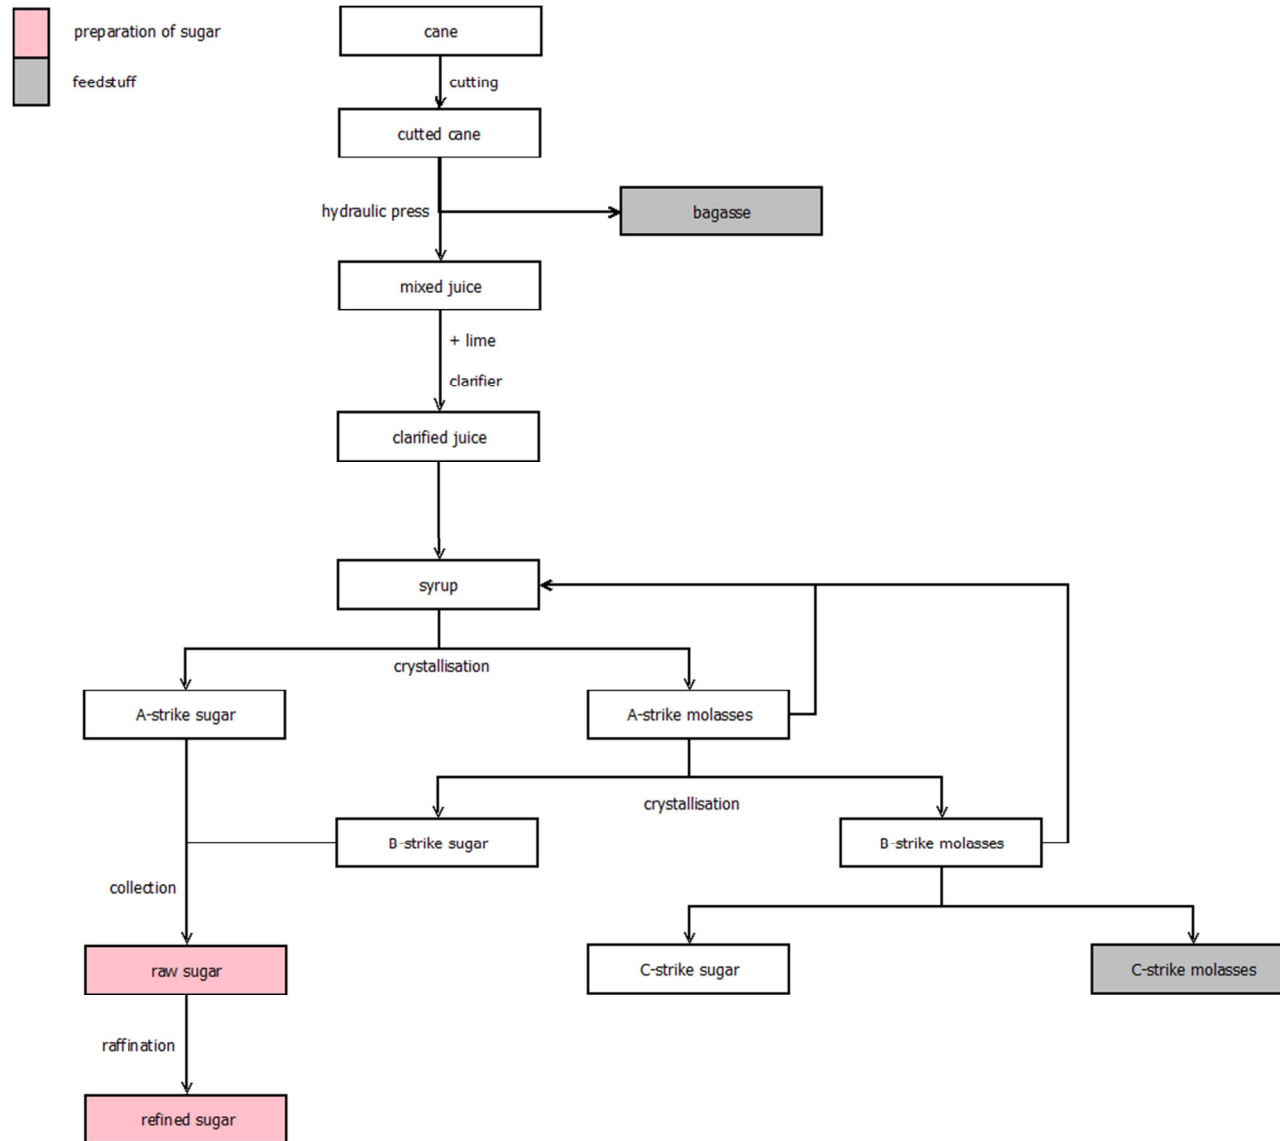 preparation of sugar
feedstuff
cane
cutting
cutted cane
hydraulic press
bagasse
mixed juice
+ lime
clarifier
clarified juice
syrup
crystallisation
A-strike sugar
A-strike molasses
crystallisation
B-strike sugar
B-strike molasses
collection
raw sugar
C-strike sugar
C-strike molasses
raffination
refined sugar